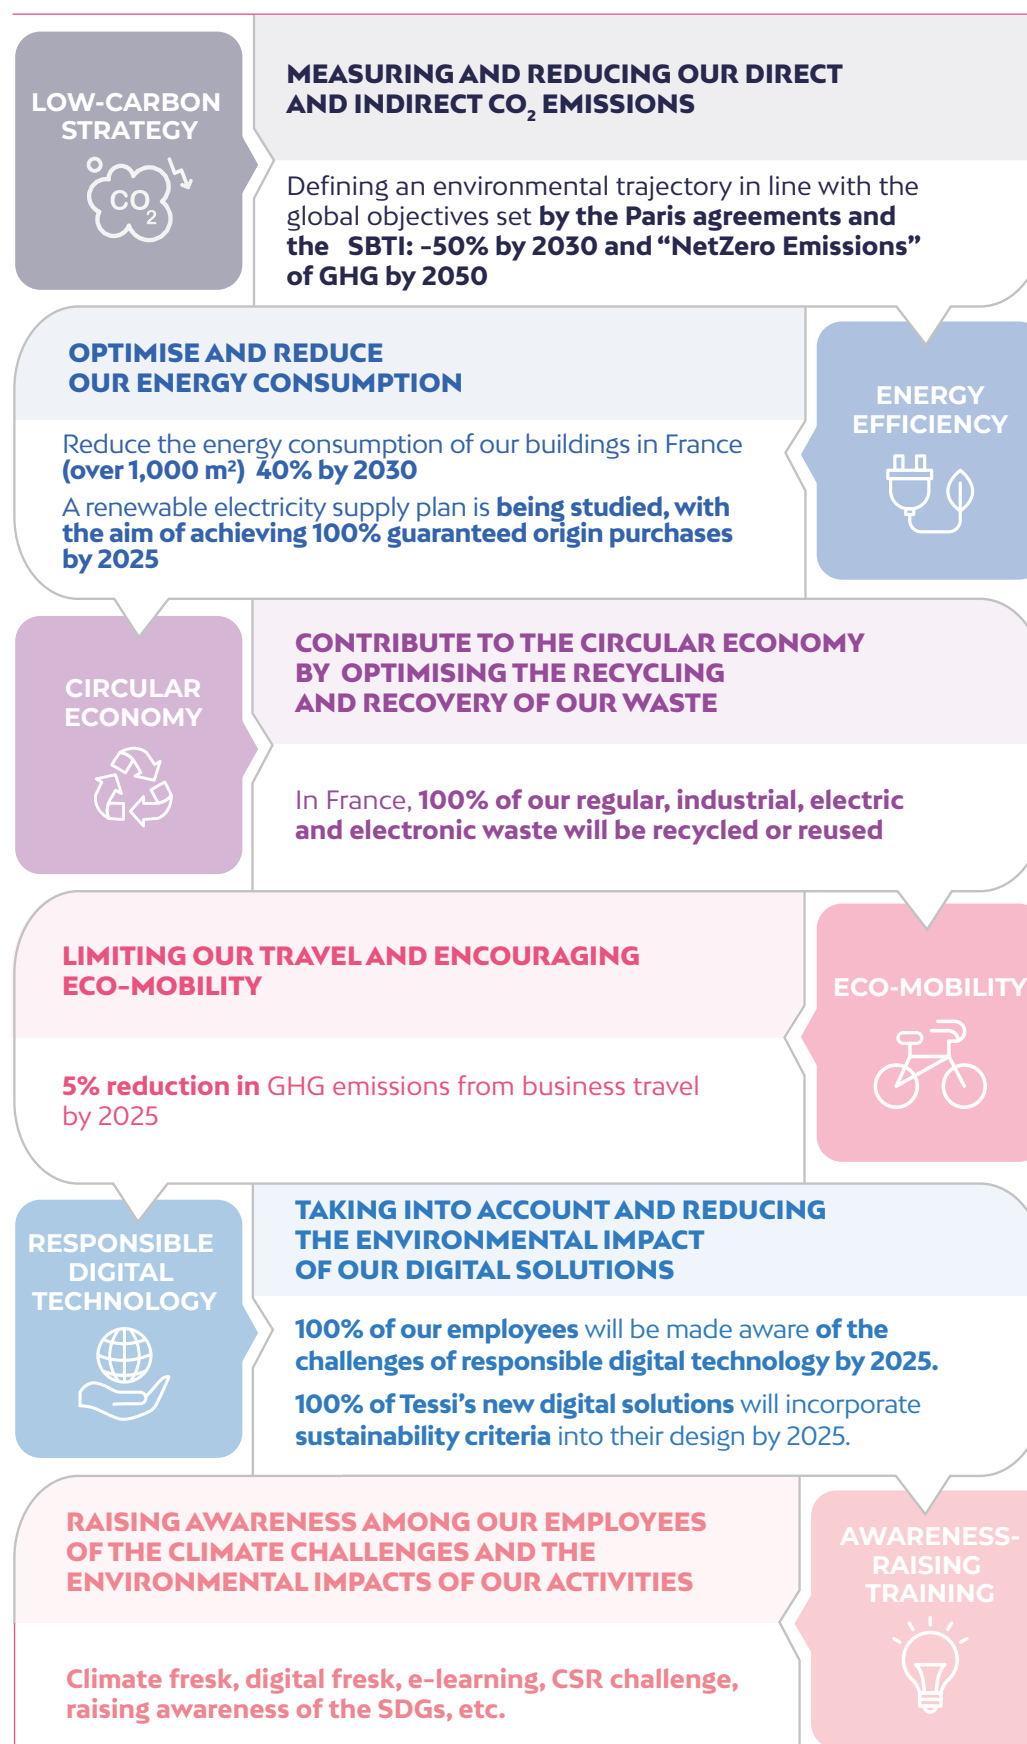 LOW-CARBON
STRATEGY
CO2
MEASURING AND REDUCING OUR DIRECT
AND INDIRECT CO2 EMISSIONS
Defining an environmental trajectory in line with the
global objectives set by the Paris agreements and
the SBTI: -50% by 2030 and “NetZero Emissions”
of GHG by 2050
OPTIMISE AND REDUCE
OUR ENERGY CONSUMPTION
Reduce the energy consumption of our buildings in France
(over 1,000 m²) 40% by 2030
A renewable electricity supply plan is being studied, with
the aim of achieving 100% guaranteed origin purchases
by 2025
ENERGY
EFFICIENCY
CIRCULAR
ECONOMY
CONTRIBUTE TO THE CIRCULAR ECONOMY
BY OPTIMISING THE RECYCLING
AND RECOVERY OF OUR WASTE
In France, 100% of our regular, industrial, electric
and electronic waste will be recycled or reused
LIMITING OUR TRAVEL AND ENCOURAGING
ECO-MOBILITY
5% reduction in GHG emissions from business travel
by 2025
ECO-MOBILITY
RESPONSIBLE
DIGITAL
TECHNOLOGY
TAKING INTO ACCOUNT AND REDUCING
THE ENVIRONMENTAL IMPACT
OF OUR DIGITAL SOLUTIONS
100% of our employees will be made aware of the
challenges of responsible digital technology by 2025.
100% of Tessi’s new digital solutions will incorporate
sustainability criteria into their design by 2025.
RAISING AWARENESS AMONG OUR EMPLOYEES
OF THE CLIMATE CHALLENGES AND THE
ENVIRONMENTAL IMPACTS OF OUR ACTIVITIES
Climate fresk, digital fresk, e-learning, CSR challenge,
raising awareness of the SDGs, etc.
AWARENESS-
RAISING
TRAINING